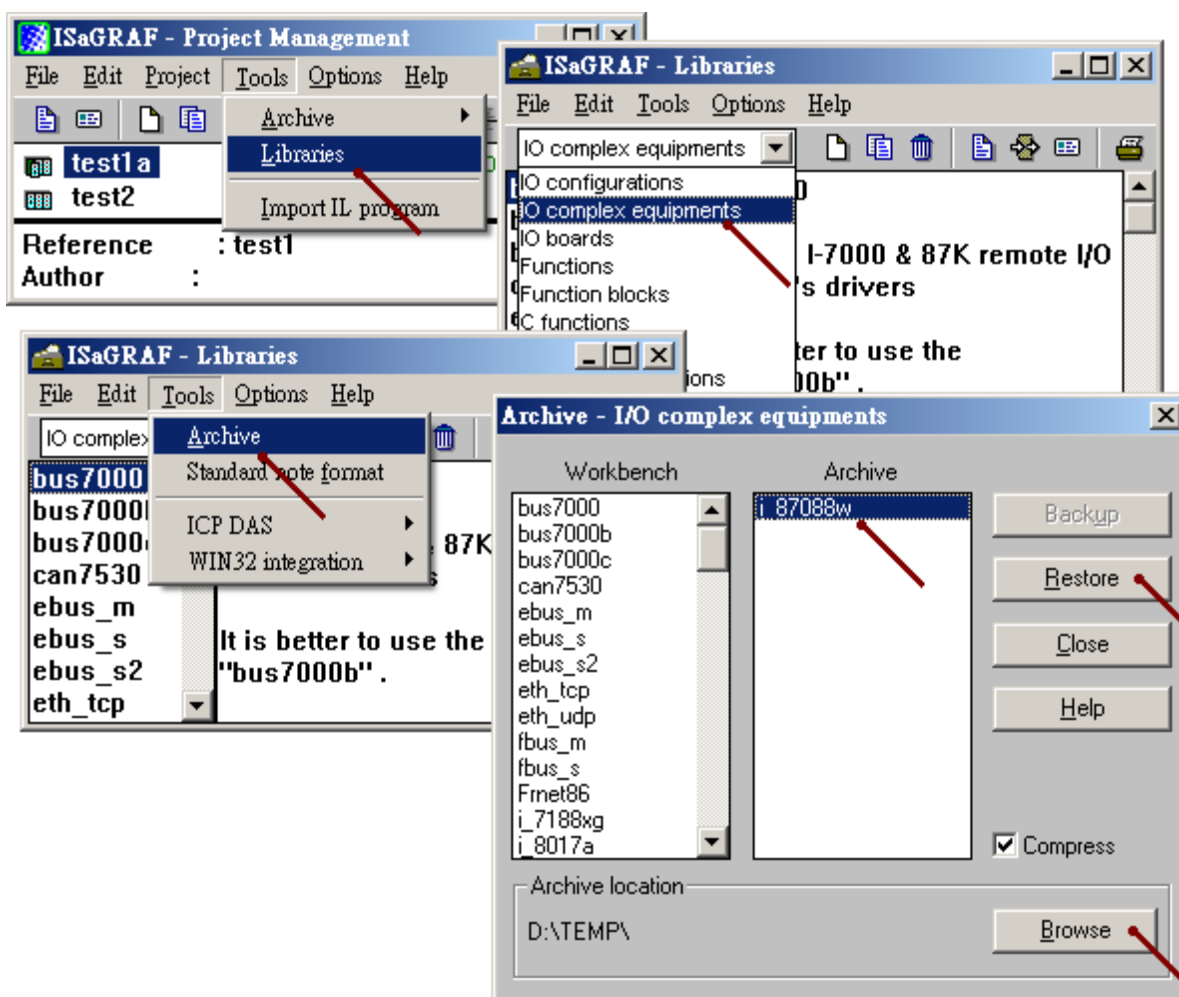 ISaGRAF - Project Management
File Edit Project Tools Options Help
Archive
Libraries
Import IL program
test1a
test2
Reference : test1
Author :
ISaGRAF - Libraries
File Edit Tools Options Help
IO complex equipments
IO configurations
IO complex equipments
IO boards
Functions
Function blocks
C functions
I-7000 & 87K remote I/O
's drivers
ter to use the
00b" .
ISaGRAF - Libraries
File Edit Tools Options Help
IO complex
Archive
Standard note format
ICP DAS
WIN32 integration
bus7000
bus7000
bus7000
can7530
ebus_m
ebus_s
ebus_s2
eth_tcp
& 87K
It is better to use the
"bus7000b" .
Archive - I/O complex equipments
Workbench
bus7000
bus7000b
bus7000c
can7530
ebus_m
ebus_s
ebus_s2
eth_tcp
eth_udp
fbus_m
fbus_s
Frnet86
i_7188xg
i_8017a
Archive
i_87088w
Backup
Restore
Close
Help
Compress
Archive location
D:\TEMP\
Browse